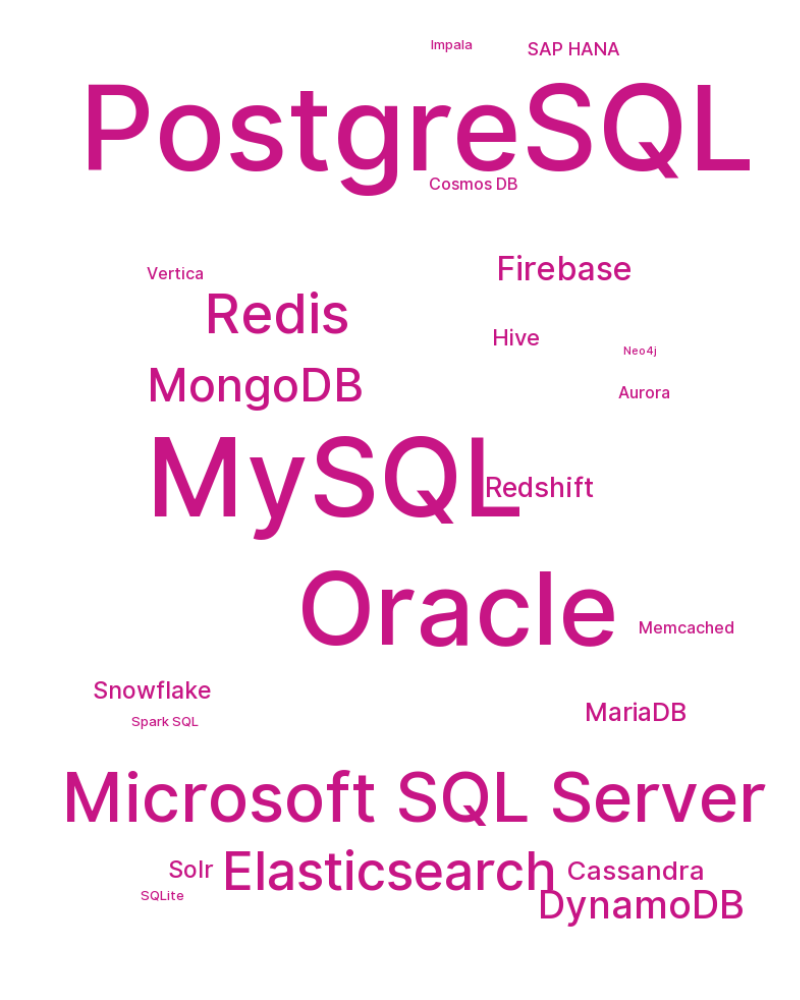 Impala
SAP HANA
PostgreSQL
Cosmos DB
Firebase
Vertica
Redis
Hive
Neo4j
MongoDB
Aurora
MySQL
Redshift
Oracle
Memcached
Snowflake
MariaDB
Spark SQL
Microsoft SQL Server
Solr
Elasticsearch
Cassandra
SQLite
DynamoDB